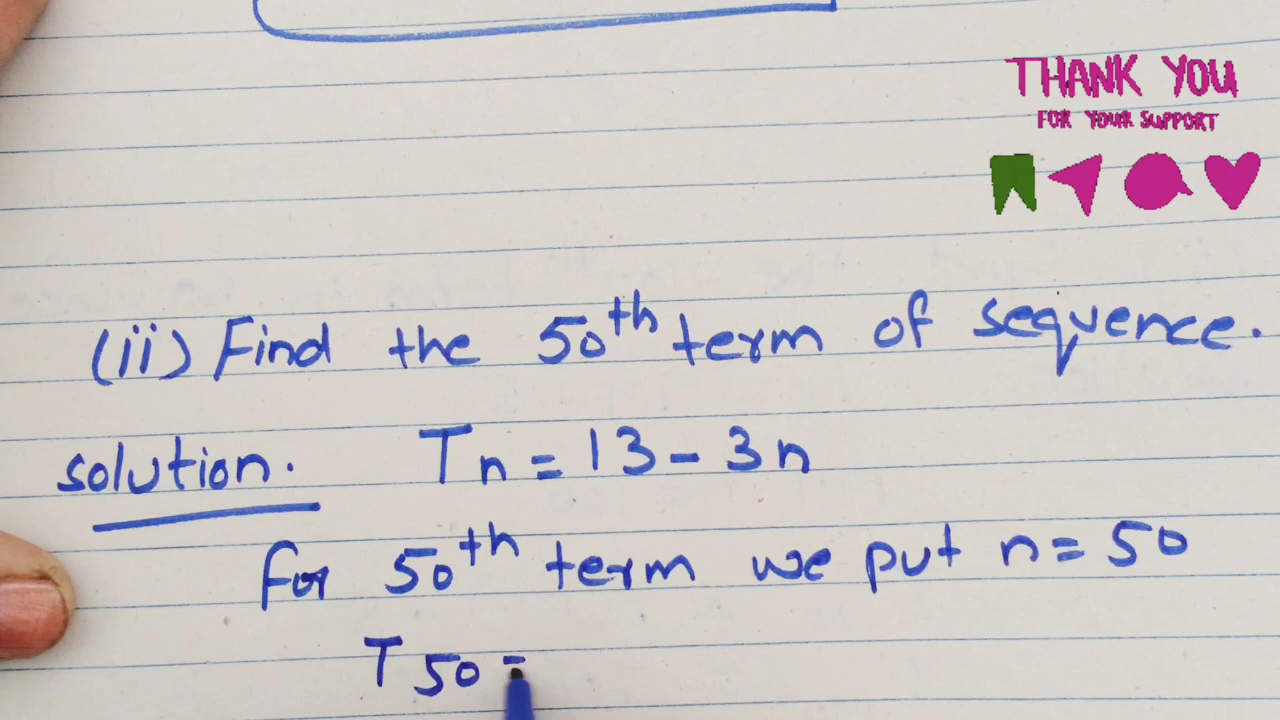 THANK YOU
FOR YOUR SUPPORT
(ii) Find the 50th term of sequence.
solution. Tn = 13 - 3n
For 50th term we put n = 50
T50 =